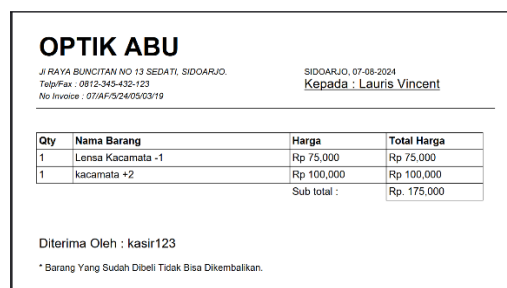 OPTIK ABU
Jl RAYA BUNCITAN NO 13 SEDATI, SIDOARJO.
Telp/Fax : 0812-345-432-123
No Invoice : 07/AF/5/24/05/03/19
SIDOARJO, 07-08-2024
Kepada : Lauris Vincent
Qty Nama Barang Harga Total Harga
1 Lensa Kacamata -1 Rp 75,000 Rp 75,000
1 kacamata +2 Rp 100,000 Rp 100,000
Sub total : Rp. 175,000
Diterima Oleh : kasir123
* Barang Yang Sudah Dibeli Tidak Bisa Dikembalikan.